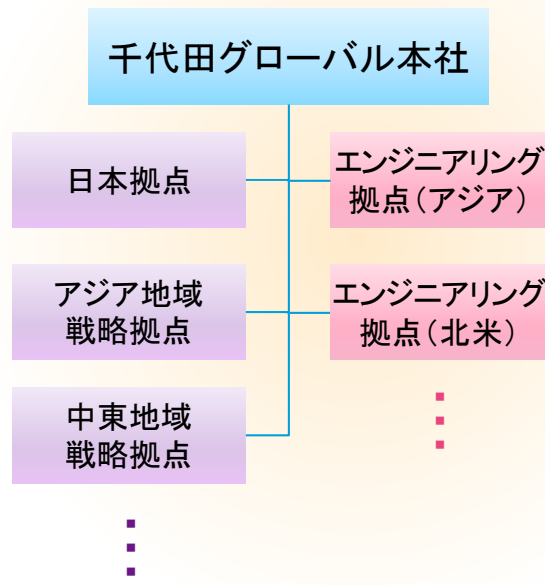 千代田グローバル本社
日本拠点
エンジニアリング
拠点（アジア）
アジア地域
戦略拠点
エンジニアリング
拠点（北米）
中東地域
戦略拠点